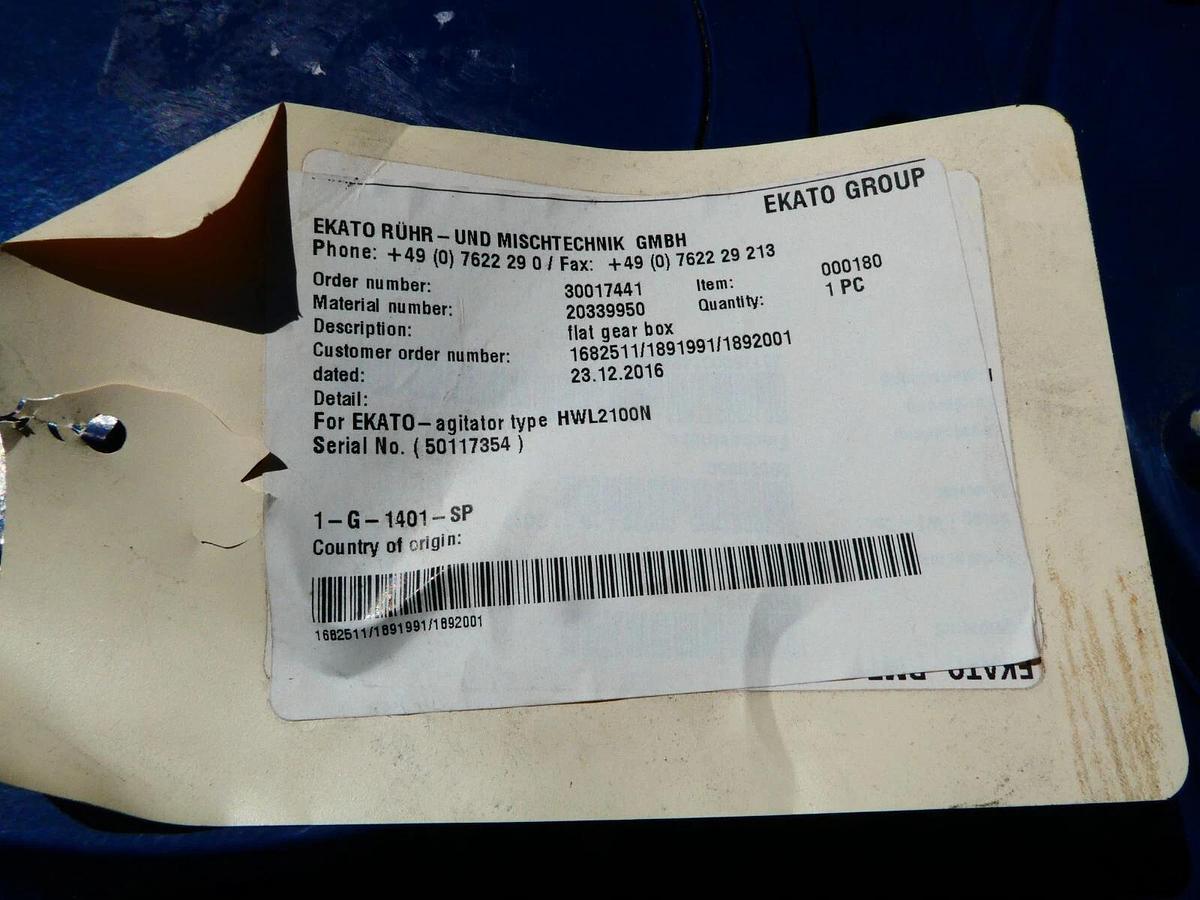 EKATO GROUP
EKATO RÜHR-UND MISCHTECHNIK GMBH
Phone: +49 (0) 7622 29 0 / Fax: +49 (0) 7622 29 213
Order number: 30017441 Item: 000180
Material number: 20339950 Quantity: 1 PC
Description: flat gear box
Customer order number: 1682511/1891991/1892001
dated: 23.12.2016
Detail:
For EKATO-agitator type HWL2100N
Serial No. ( 50117354 )
1-G-1401-SP
Country of origin:
1682511/1891991/1892001
EKATO